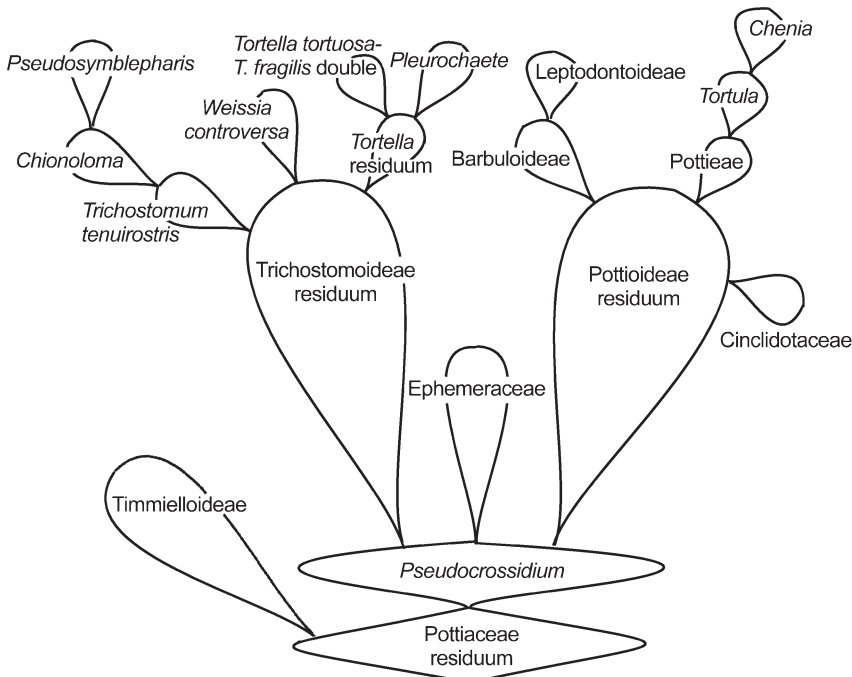 Pseudosymblepharis
Chionoloma
Trichostomum
tenuirostris
Weissia
controversa
Tortella tortuosa-
T. fragilis double
Pleurochaete
Tortella
residuum
Trichostomoideae
residuum
Leptodontoideae
Barbuloideae
Chenia
Tortula
Pottieae
Pottioideae
residuum
Cinclidotaceae
Ephemeraceae
Timmielloideae
Pseudocrossidium
Pottiaceae
residuum